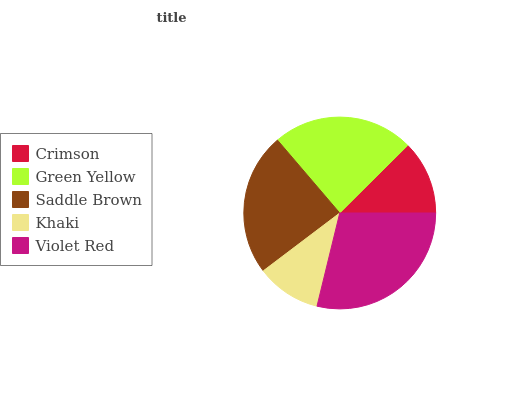 title
Crimson
Green Yellow
Saddle Brown
Khaki
Violet Red